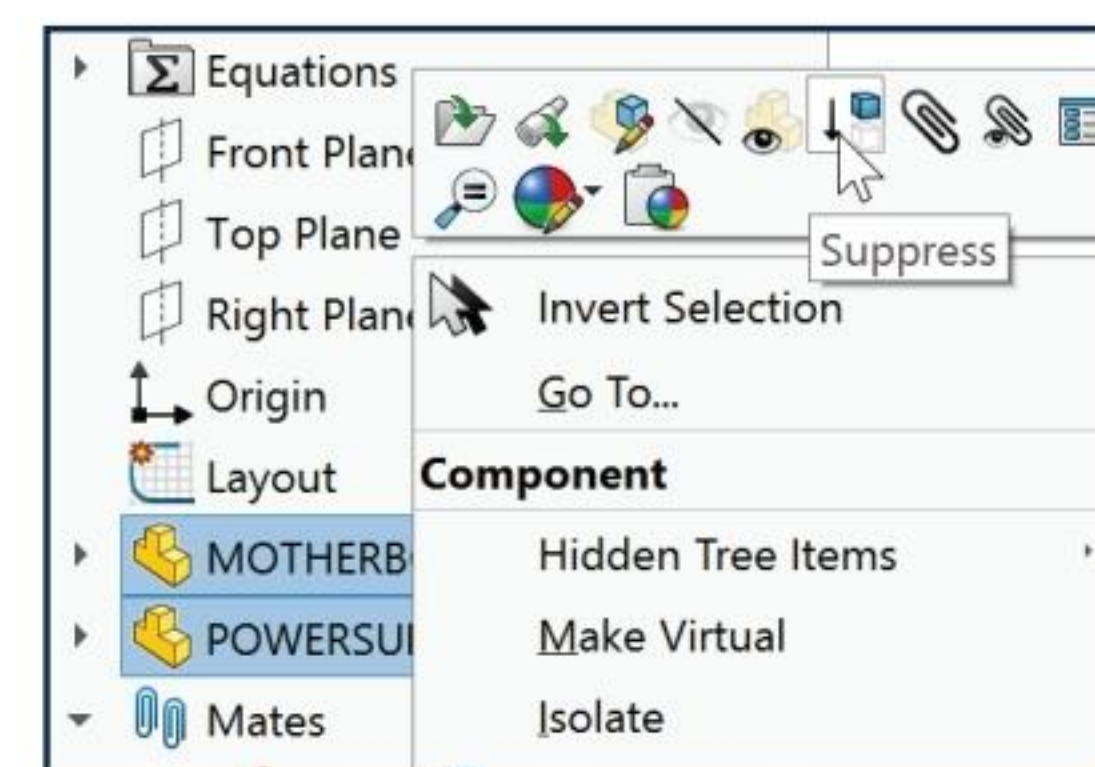 Equations
Front Plane
Top Plane
Suppress
Right Plane
Invert Selection
Origin
Go To...
Layout
Component
MOTHERB
Hidden Tree Items
POWERSU
Make Virtual
Mates
Isolate